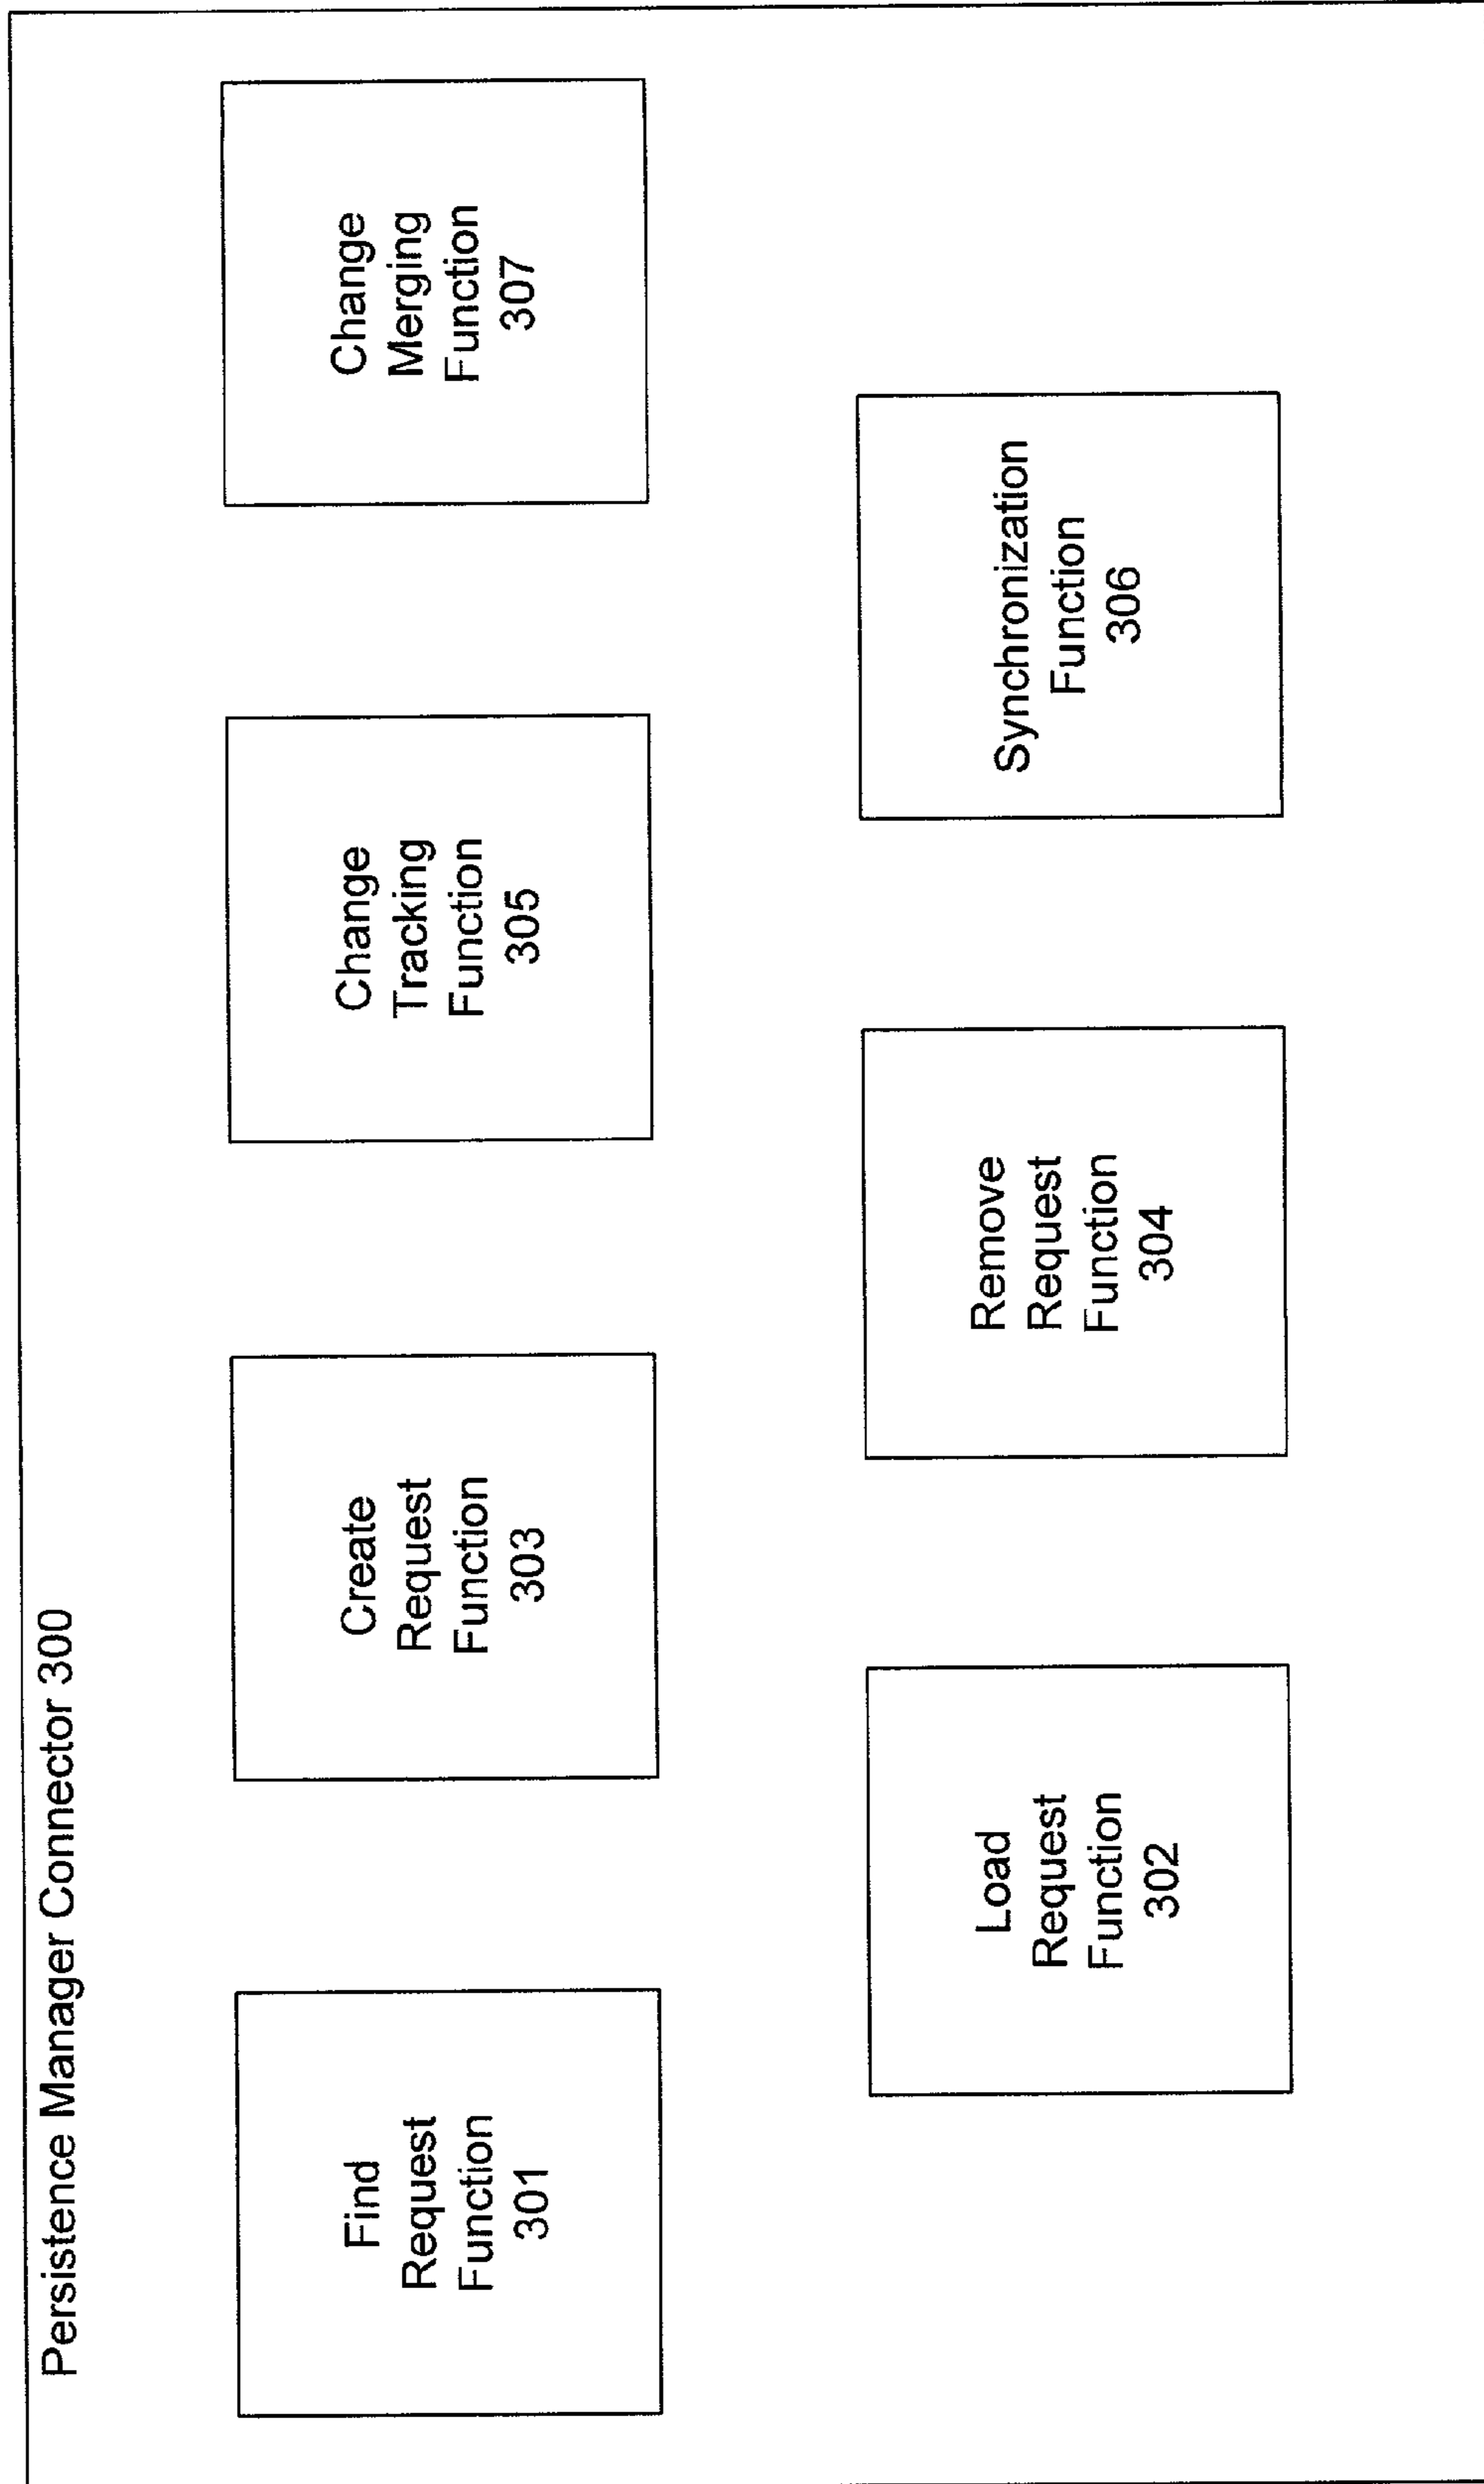 Persistence Manager Connector 300
Find
Request
Function
301
Create
Request
Function
303
Change
Tracking
Function
305
Change
Merging
Function
307
Load
Request
Function
302
Remove
Request
Function
304
Synchronization
Function
306